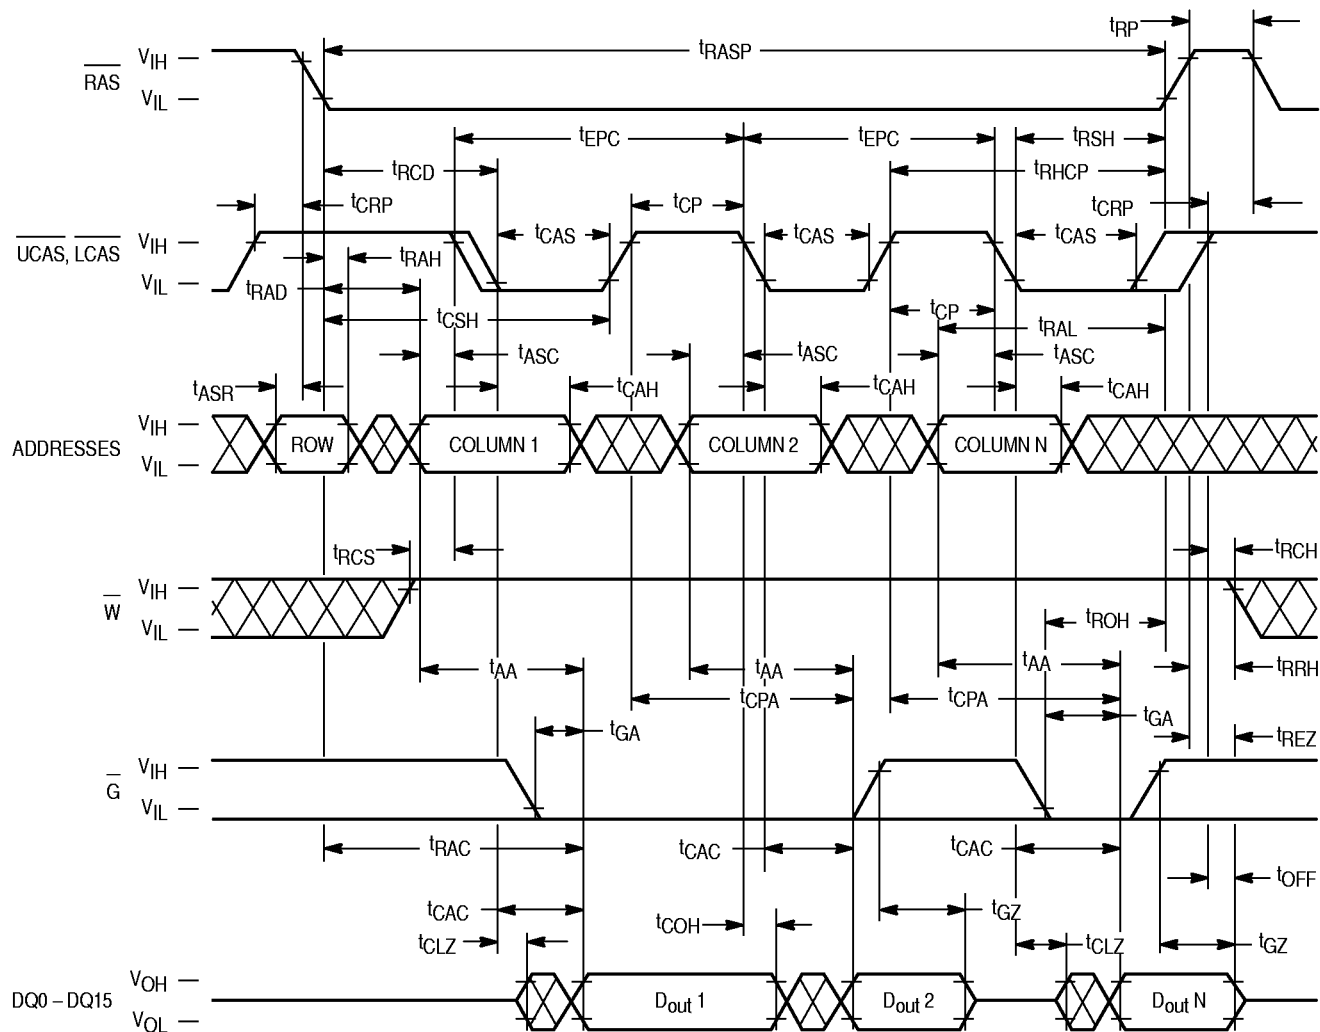 tRP
VIH
tRASP
RAS
VIL
tEPC tEPC tRSH
tRCD tRHCP
tCRP tCP tCRP
VIH tCAS tCAS tCAS
UCAS, LCAS
tRAH
VIL
tRAD
tCP
tCSH tRAL
tASC tASC tASC
tASR tCAH tCAH tCAH
VIH
ADDRESSES ROW COLUMN 1 COLUMN 2 COLUMN N
VIL
tRCS tRCH
VIH
W
VIL
tROH
tAA tAA tAA tRRH
tCPA tCPA
tGA tGA
tREZ
VIH
G
VIL
tRAC tCAC tCAC
tOFF
tCAC tCOH tGZ
tCLZ tCLZ tGZ
VOH
DQ0 – DQ15 Dout 1 Dout 2 Dout N
VOL